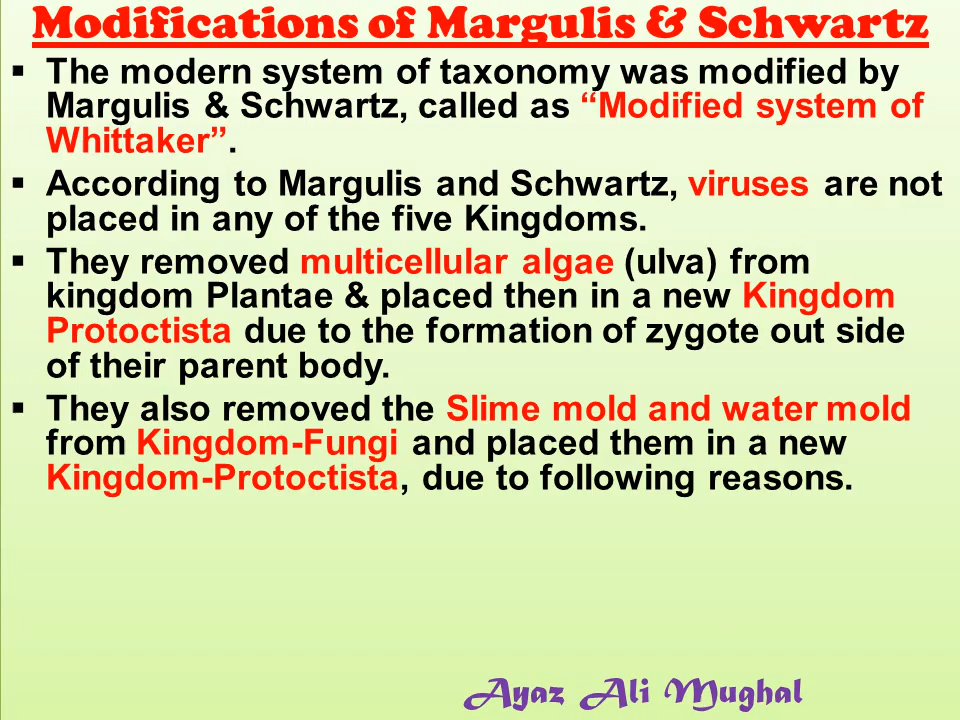 Modifications of Margulis & Schwartz
▪ The modern system of taxonomy was modified by
Margulis & Schwartz, called as “Modified system of
Whittaker”.
▪ According to Margulis and Schwartz, viruses are not
placed in any of the five Kingdoms.
▪ They removed multicellular algae (ulva) from
kingdom Plantae & placed then in a new Kingdom
Protoctista due to the formation of zygote out side
of their parent body.
▪ They also removed the Slime mold and water mold
from Kingdom-Fungi and placed them in a new
Kingdom-Protoctista, due to following reasons.
Ayaz Ali Mughal